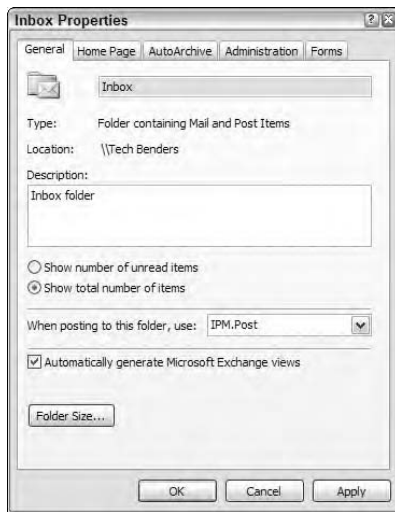 Inbox Properties
General Home Page AutoArchive Administration Forms
Inbox
Type: Folder containing Mail and Post Items
Location: \\Tech Benders
Description:
Inbox folder
Show number of unread items
Show total number of items
When posting to this folder, use: IPM.Post
Automatically generate Microsoft Exchange views
Folder Size...
OK Cancel Apply